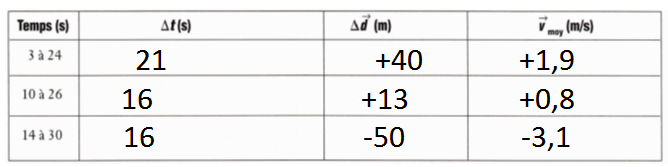 Temps (s) Δt (s) Δd⃗ (m) v⃗moy (m/s)
3 à 24 21 +40 +1,9
10 à 26 16 +13 +0,8
14 à 30 16 -50 -3,1